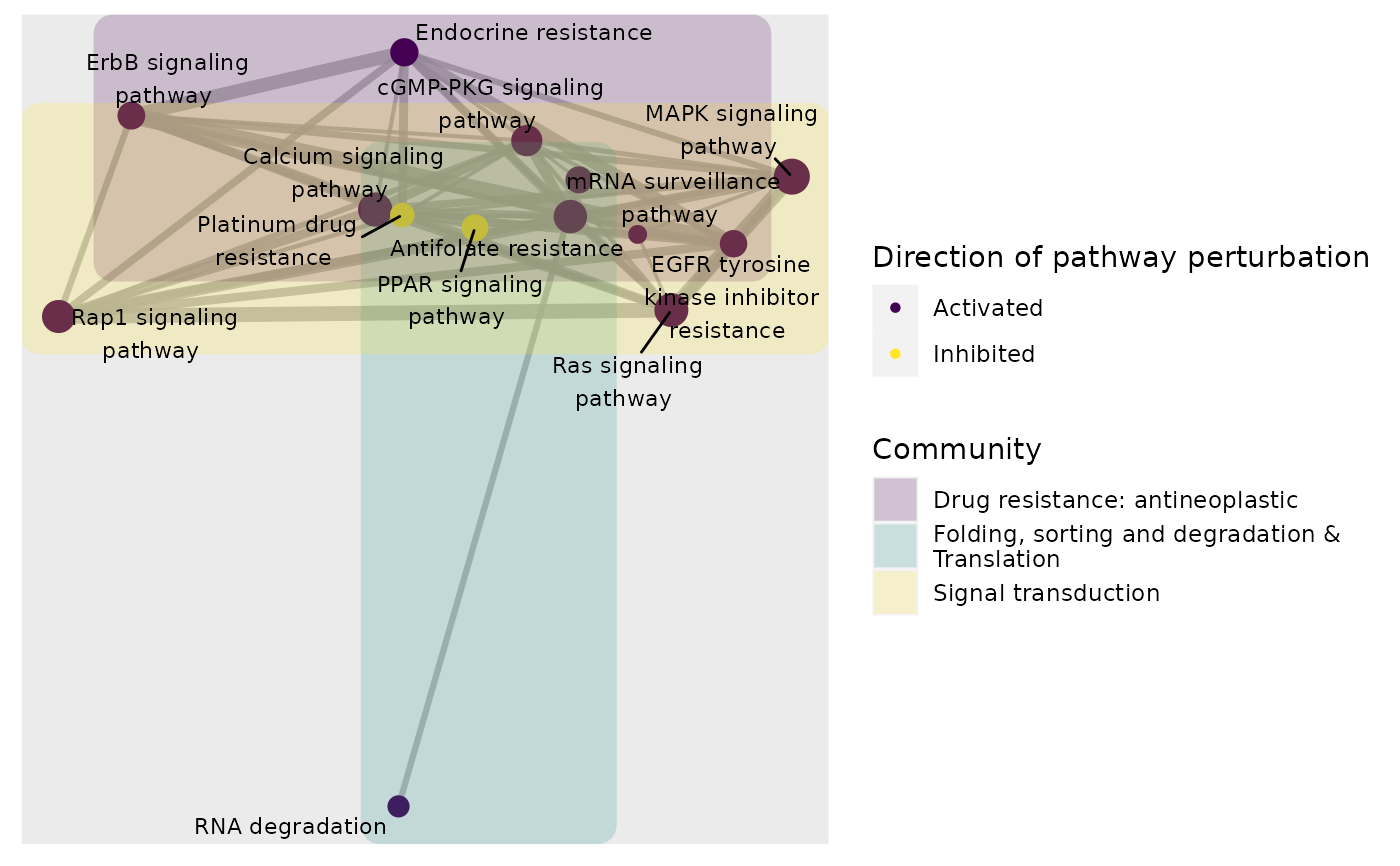 Endocrine resistance
ErbB signaling
pathway
cGMP-PKG signaling
pathway
MAPK signaling
pathway
Calcium signaling
pathway
mRNA surveillance
pathway
Platinum drug
resistance
Antifolate resistance
EGFR tyrosine
kinase inhibitor
resistance
PPAR signaling
pathway
Rap1 signaling
pathway
Ras signaling
pathway
RNA degradation
Direction of pathway perturbation
Activated
Inhibited
Community
Drug resistance: antineoplastic
Folding, sorting and degradation &
Translation
Signal transduction